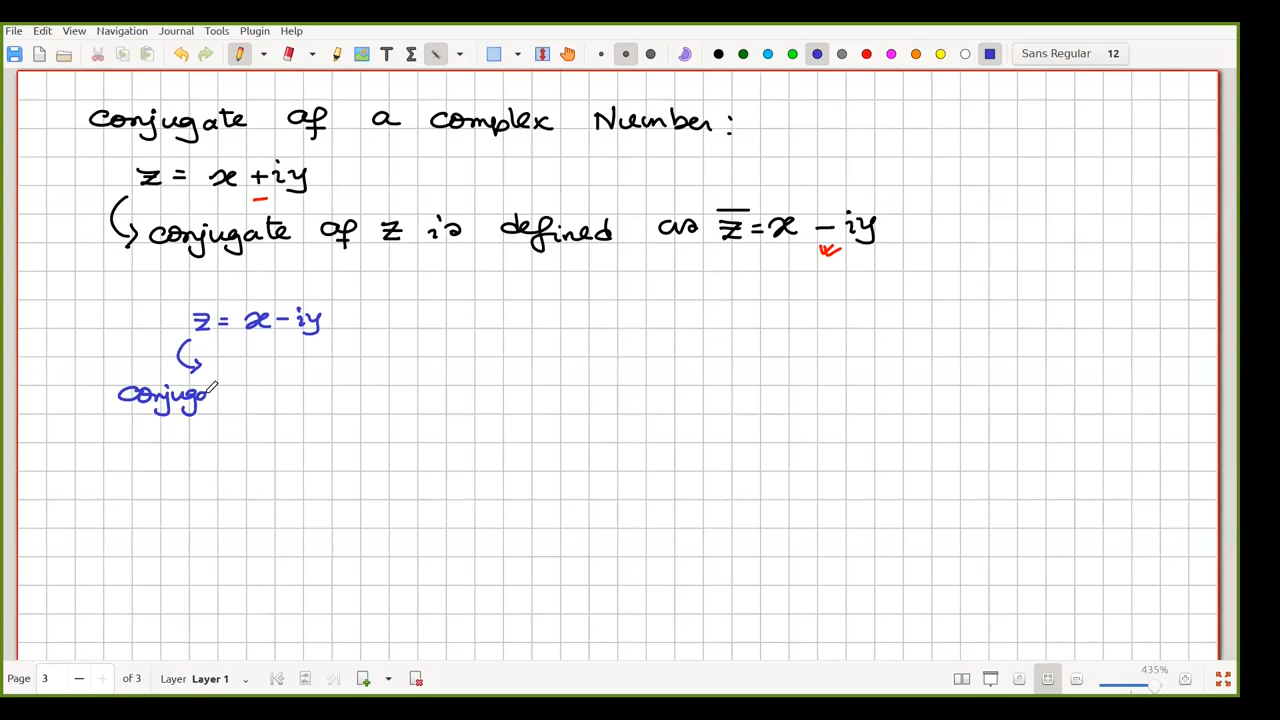 File Edit View Navigation Journal Tools Plugin Help
Sans Regular 12
Conjugate of a complex Number:
z = x + iy
conjugate of z is defined as z̅ = x - iy
z = x - iy
Conjuga
Page 3 of 3 Layer Layer 1 435%